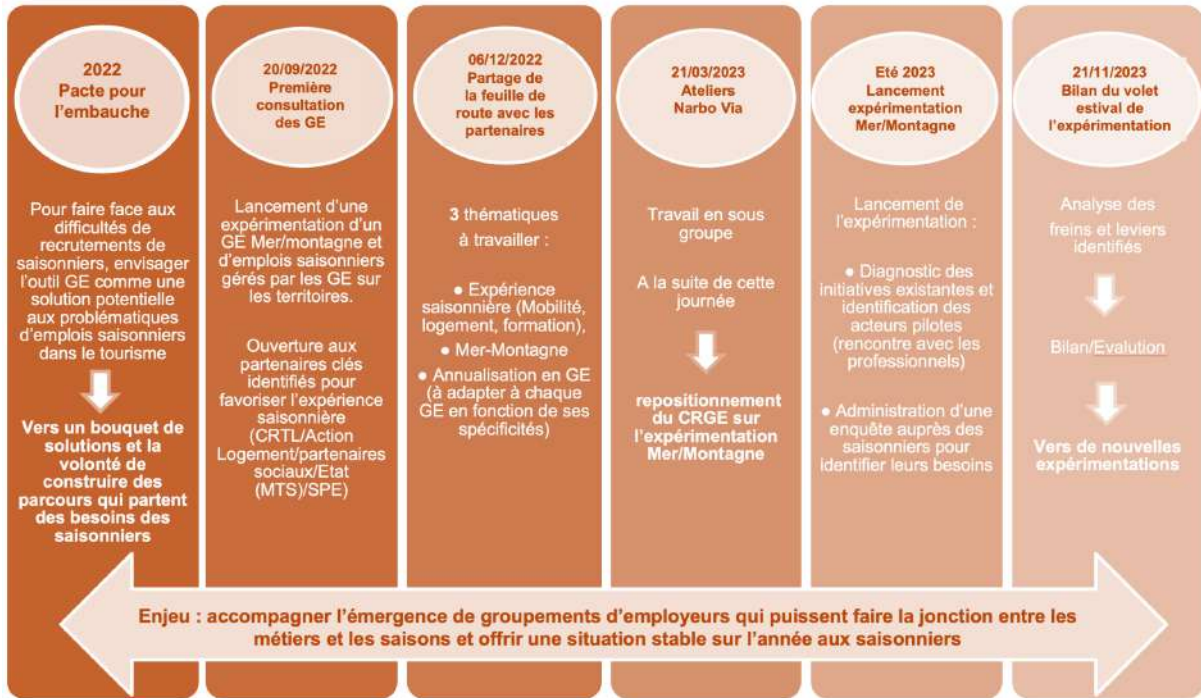 2022
Pacte pour
l'embauche
Pour faire face aux
difficultés de
recrutements de
saisonniers, envisager
l'outil GE comme une
solution potentielle
aux problématiques
d'emplois saisonniers
dans le tourisme
Vers un bouquet de
solutions et la
volonté de
construire des
parcours qui partent
des besoins des
saisonniers
20/09/2022
Première
consultation
des GE
Lancement d'une
expérimentation d'un
GE Mer/montagne et
d'emplois saisonniers
gérés par les GE sur
les territoires.
Ouverture aux
partenaires clés
identifiés pour
favoriser l'expérience
saisonnière
(CRTL/Action
Logement/partenaires
sociaux/Etat
(MTS)/SPE)
06/12/2022
Partage de
la feuille de
route avec les
partenaires
3 thématiques
à travailler :
● Expérience
saisonnière (Mobilité,
logement, formation),
● Mer-Montagne
● Annualisation en GE
(à adapter à chaque
GE en fonction de ses
spécificités)
21/03/2023
Ateliers
Narbo Via
Travail en sous
groupe
A la suite de cette
journée
repositionnement
du CRGE sur
l'expérimentation
Mer/Montagne
Eté 2023
Lancement
expérimentation
Mer/Montagne
Lancement de
l'expérimentation :
● Diagnostic des
initiatives existantes et
identification des
acteurs pilotes
(rencontre avec les
professionnels)
● Administration d'une
enquête auprès des
saisonniers pour
identifier leurs besoins
21/11/2023
Bilan du volet
estival de
l'expérimentation
Analyse des
freins et leviers
identifiés
Bilan/Evalution
Vers de nouvelles
expérimentations
Enjeu : accompagner l'émergence de groupements d'employeurs qui puissent faire la jonction entre les
métiers et les saisons et offrir une situation stable sur l'année aux saisonniers